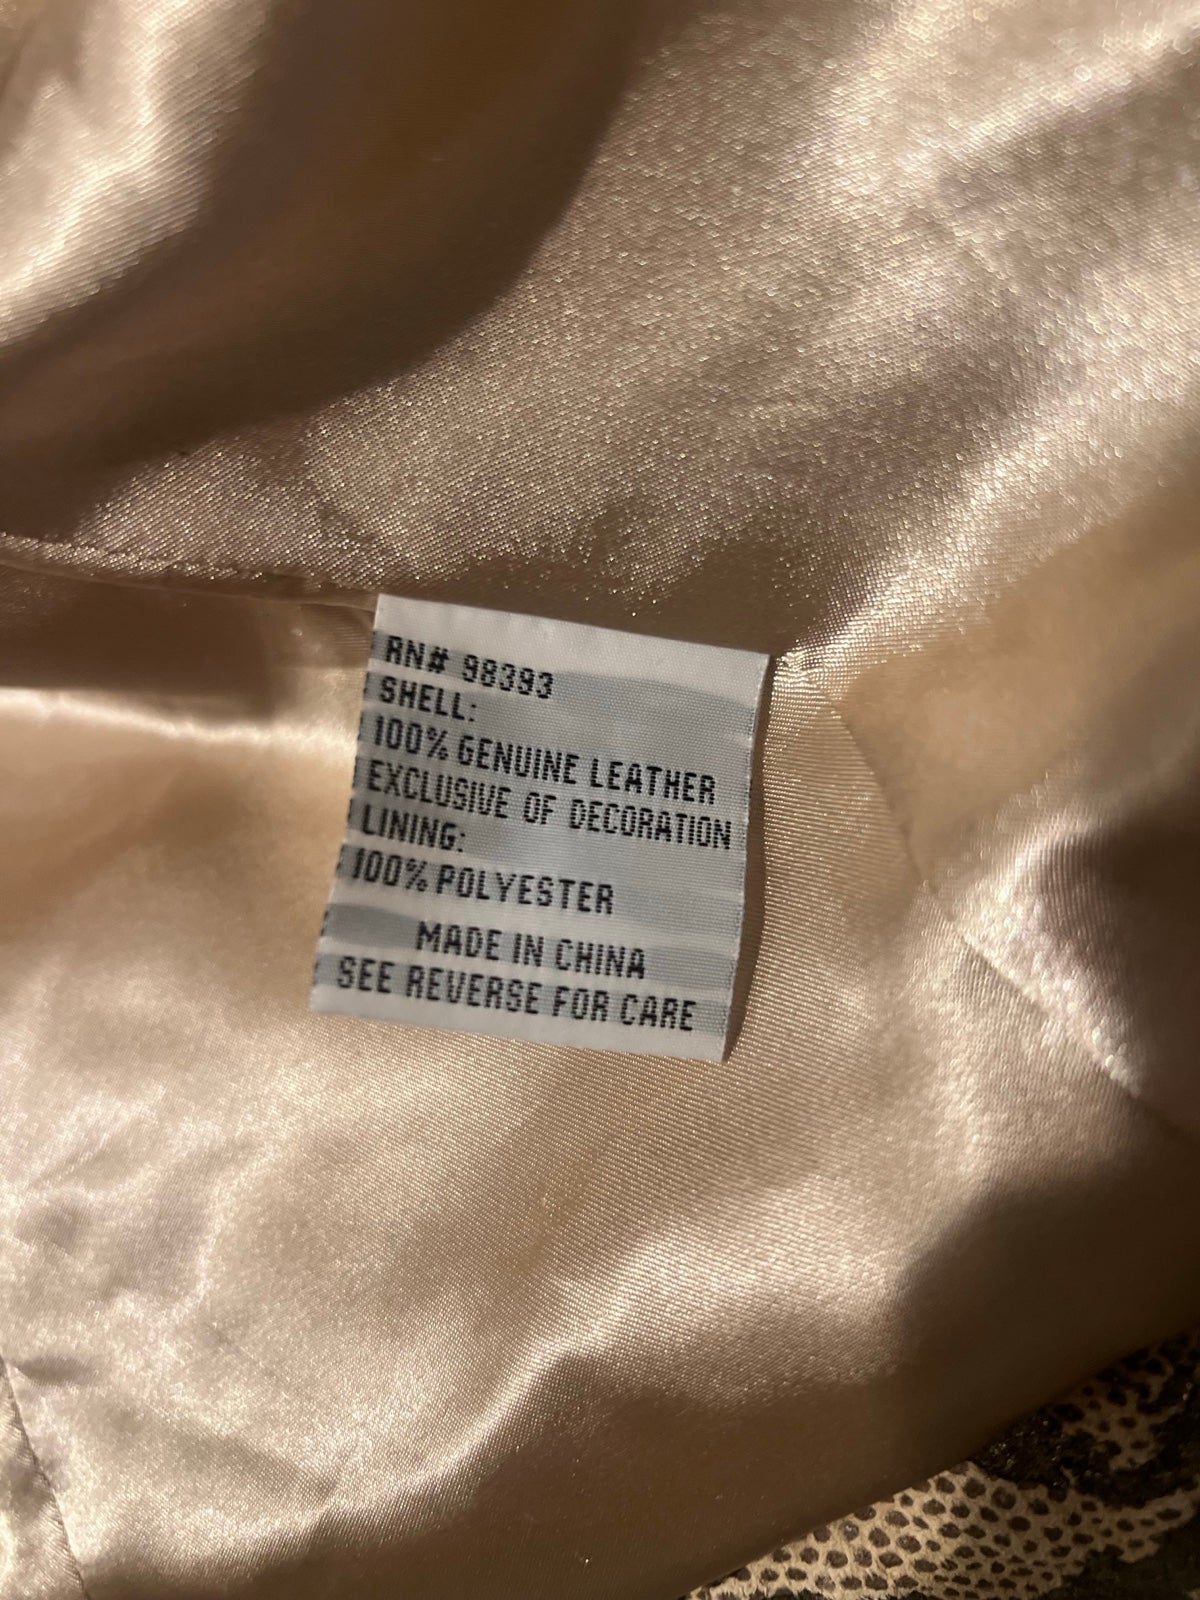 RN# 98393
SHELL:
100% GENUINE LEATHER
EXCLUSIVE OF DECORATION
LINING:
100% POLYESTER
MADE IN CHINA
SEE REVERSE FOR CARE